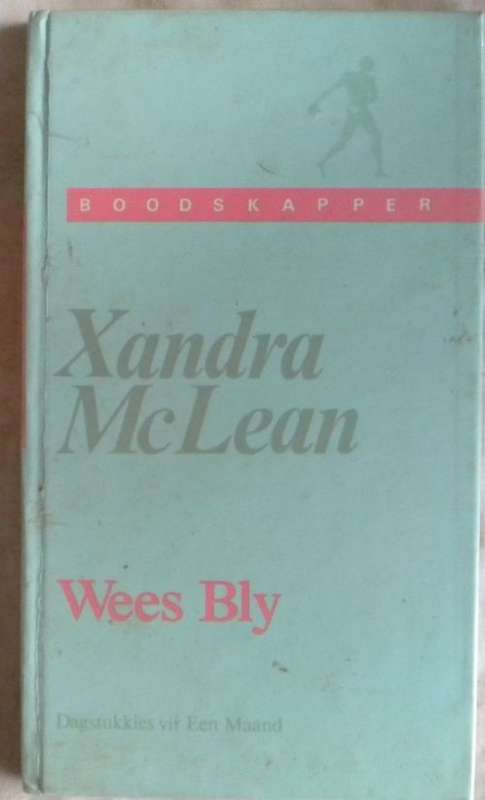 BOODSKAPPER
Xandra
McLean
Wees Bly
Dagstukkies vir Een Maand